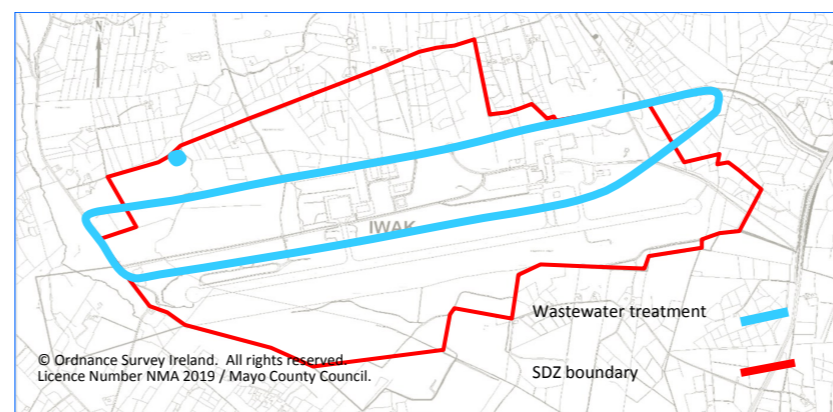 N
IWAK
Wastewater treatment
SDZ boundary
© Ordnance Survey Ireland. All rights reserved.
Licence Number NMA 2019 / Mayo County Council.